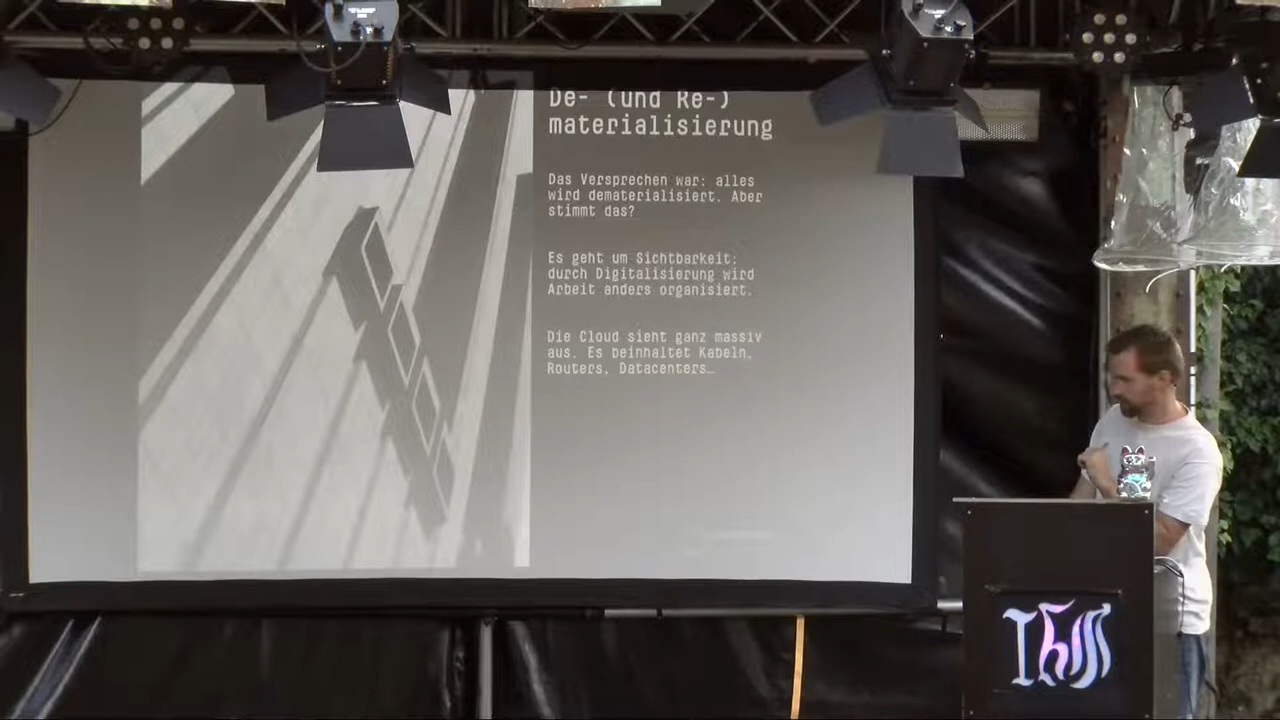 De- (und Re-)
materialisierung
Das Versprechen war: alles
wird dematerialisiert. Aber
stimmt das?
Es geht um Sichtbarkeit:
durch Digitalisierung wird
Arbeit anders organisiert.
Die Cloud sieht ganz massiv
aus. Es beinhaltet Kabeln,
Routers, Datacenters…